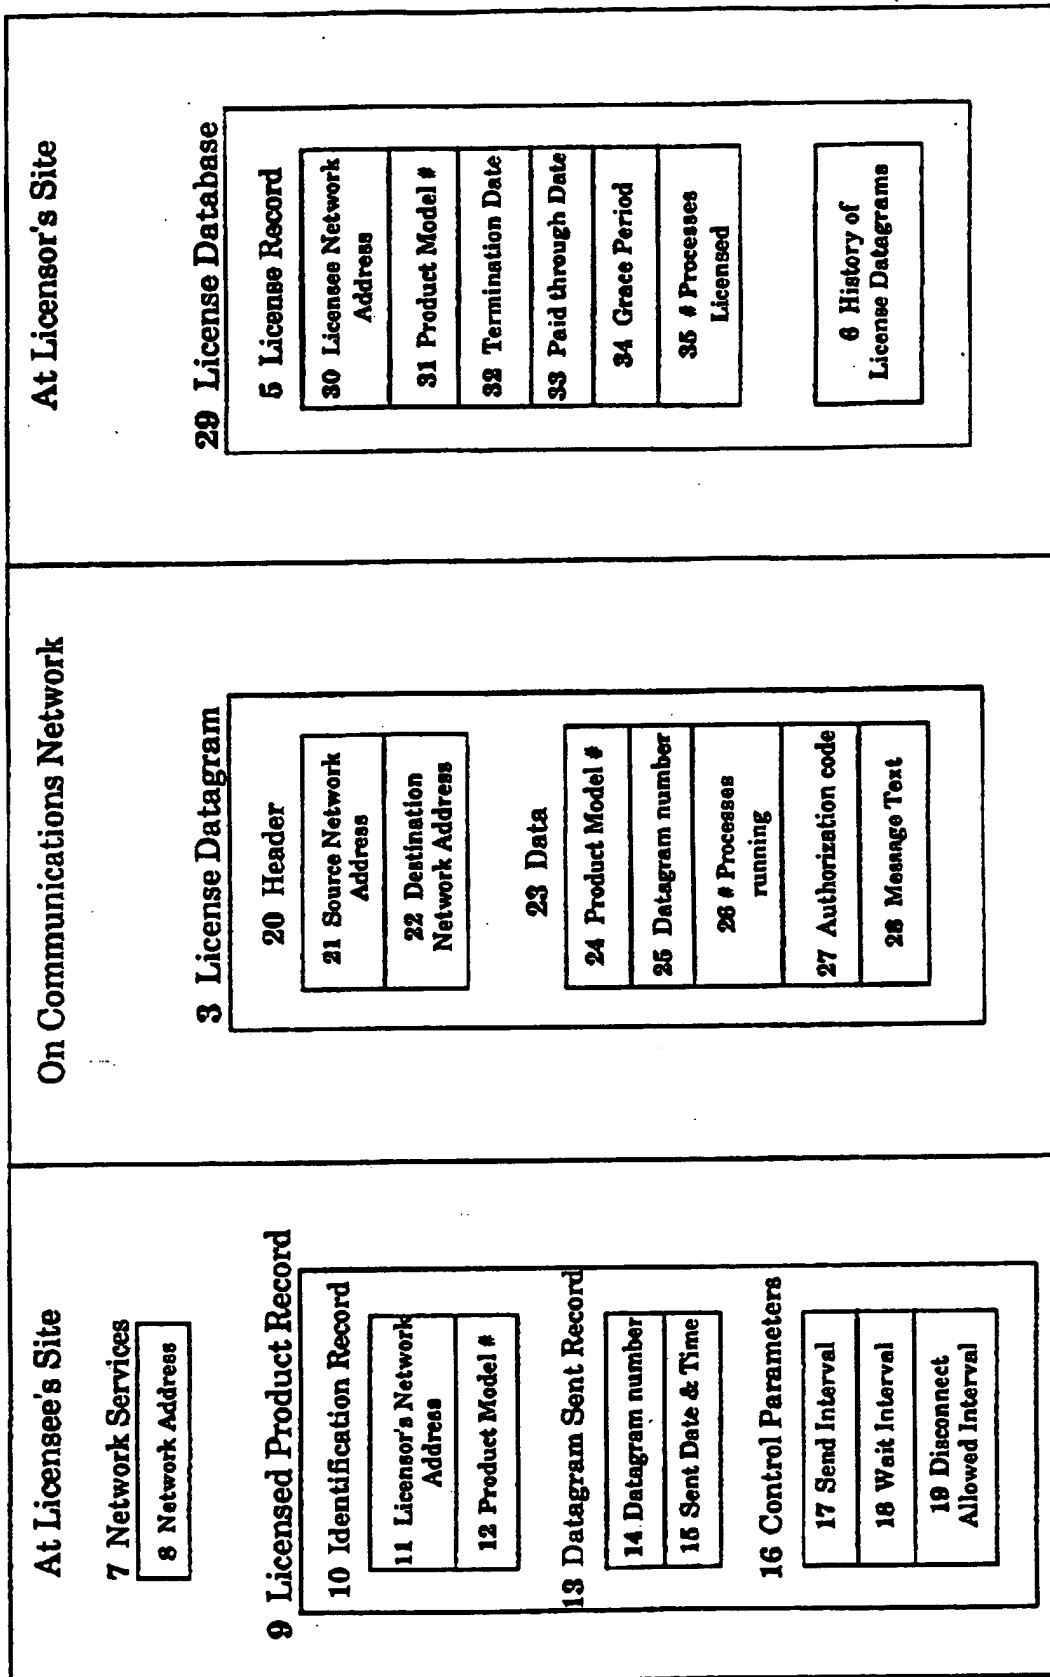 At Licensee's Site
7 Network Services
8 Network Address
9 Licensed Product Record
10 Identification Record
11 Licensor's Network
Address
12 Product Model #
13 Datagram Sent Record
14 Datagram number
15 Sent Date & Time
16 Control Parameters
17 Send Interval
18 Wait Interval
19 Disconnect
Allowed Interval
On Communications Network
3 License Datagram
20 Header
21 Source Network
Address
22 Destination
Network Address
23 Data
24 Product Model #
25 Datagram number
26 # Processes
running
27 Authorization code
28 Message Text
At Licensor's Site
29 License Database
5 License Record
30 Licensee Network
Address
31 Product Model #
32 Termination Date
33 Paid through Date
34 Grace Period
35 # Processes
Licensed
6 History of
License Datagrams